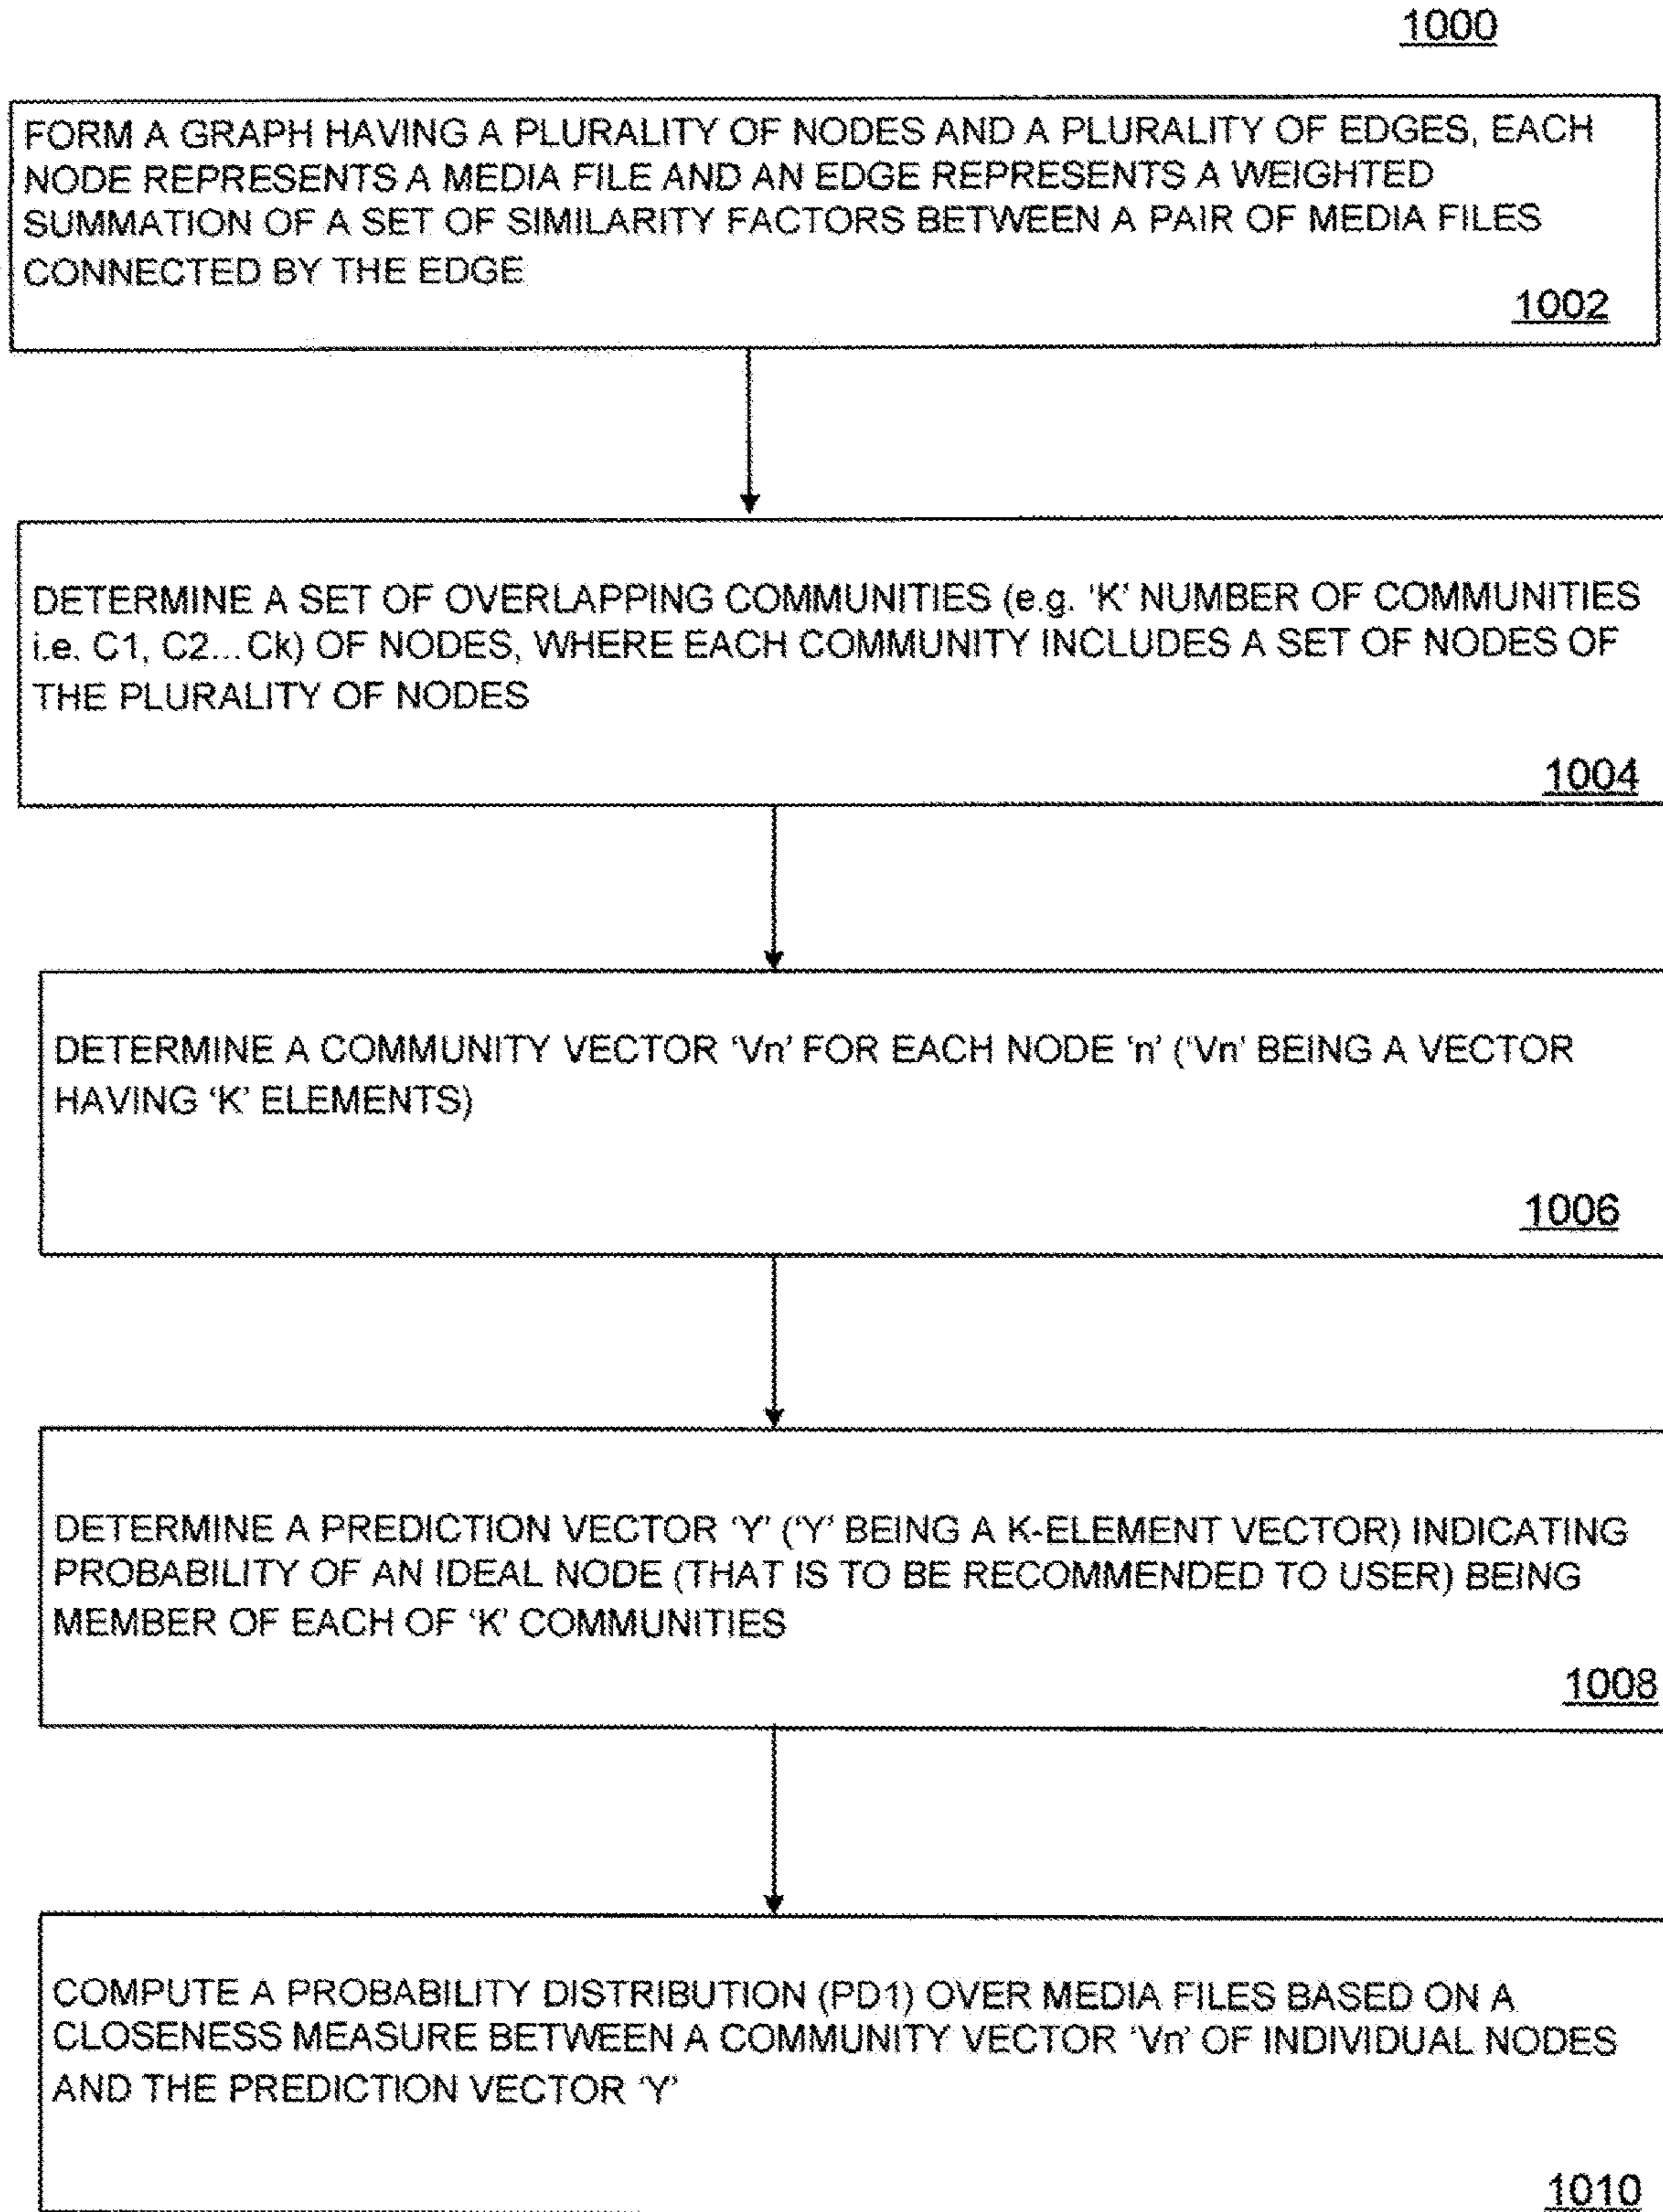 1000
FORM A GRAPH HAVING A PLURALITY OF NODES AND A PLURALITY OF EDGES, EACH
NODE REPRESENTS A MEDIA FILE AND AN EDGE REPRESENTS A WEIGHTED
SUMMATION OF A SET OF SIMILARITY FACTORS BETWEEN A PAIR OF MEDIA FILES
CONNECTED BY THE EDGE
1002
DETERMINE A SET OF OVERLAPPING COMMUNITIES (e.g. ‘K’ NUMBER OF COMMUNITIES
i.e. C1, C2... Ck) OF NODES, WHERE EACH COMMUNITY INCLUDES A SET OF NODES OF
THE PLURALITY OF NODES
1004
DETERMINE A COMMUNITY VECTOR ‘Vn’ FOR EACH NODE ‘n’ (‘Vn’ BEING A VECTOR
HAVING ‘K’ ELEMENTS)
1006
DETERMINE A PREDICTION VECTOR ‘Y’ (‘Y’ BEING A K-ELEMENT VECTOR) INDICATING
PROBABILITY OF AN IDEAL NODE (THAT IS TO BE RECOMMENDED TO USER) BEING
MEMBER OF EACH OF ‘K’ COMMUNITIES
1008
COMPUTE A PROBABILITY DISTRIBUTION (PD1) OVER MEDIA FILES BASED ON A
CLOSENESS MEASURE BETWEEN A COMMUNITY VECTOR ‘Vn’ OF INDIVIDUAL NODES
AND THE PREDICTION VECTOR ‘Y’
1010